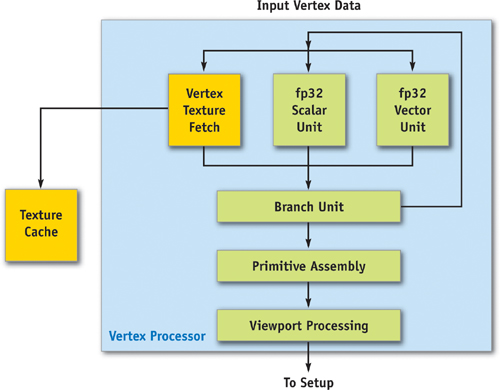 Input Vertex Data
Vertex
Texture
Fetch
fp32
Scalar
Unit
fp32
Vector
Unit
Texture
Cache
Branch Unit
Primitive Assembly
Viewport Processing
Vertex Processor
To Setup